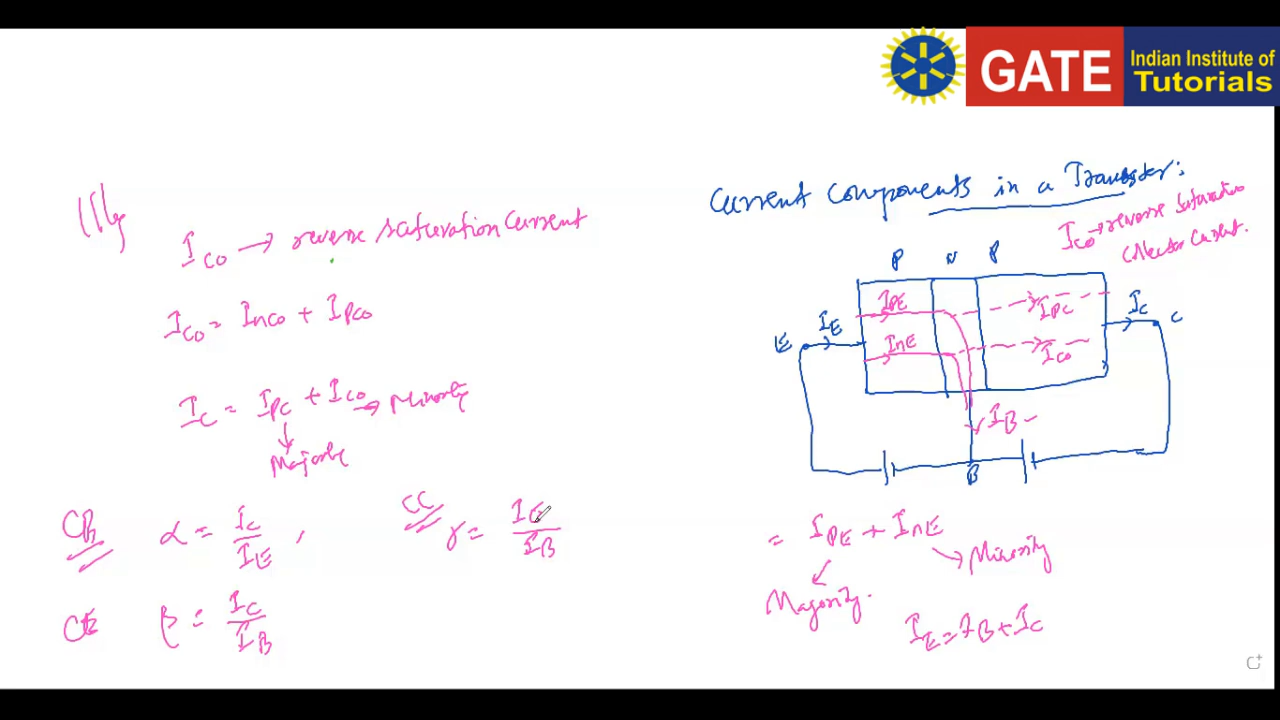 GATE
Indian Institute of
Tutorials
Current Components in a Transistor:
Ico → reverse Saturation
Collector Current.
P N P
IE
E
IPE
InE
IPC
Ico
IC
C
IB
B
= IPE + InE
Minority
Majority.
IE = IB + IC
Illly
ICO → reverse saturation current
ICO = Inco + IPco
IC = IPC + Ico → Minority
Majority
CB α = IC/IE ,
CC γ = IE/IB
CE β = IC/IB